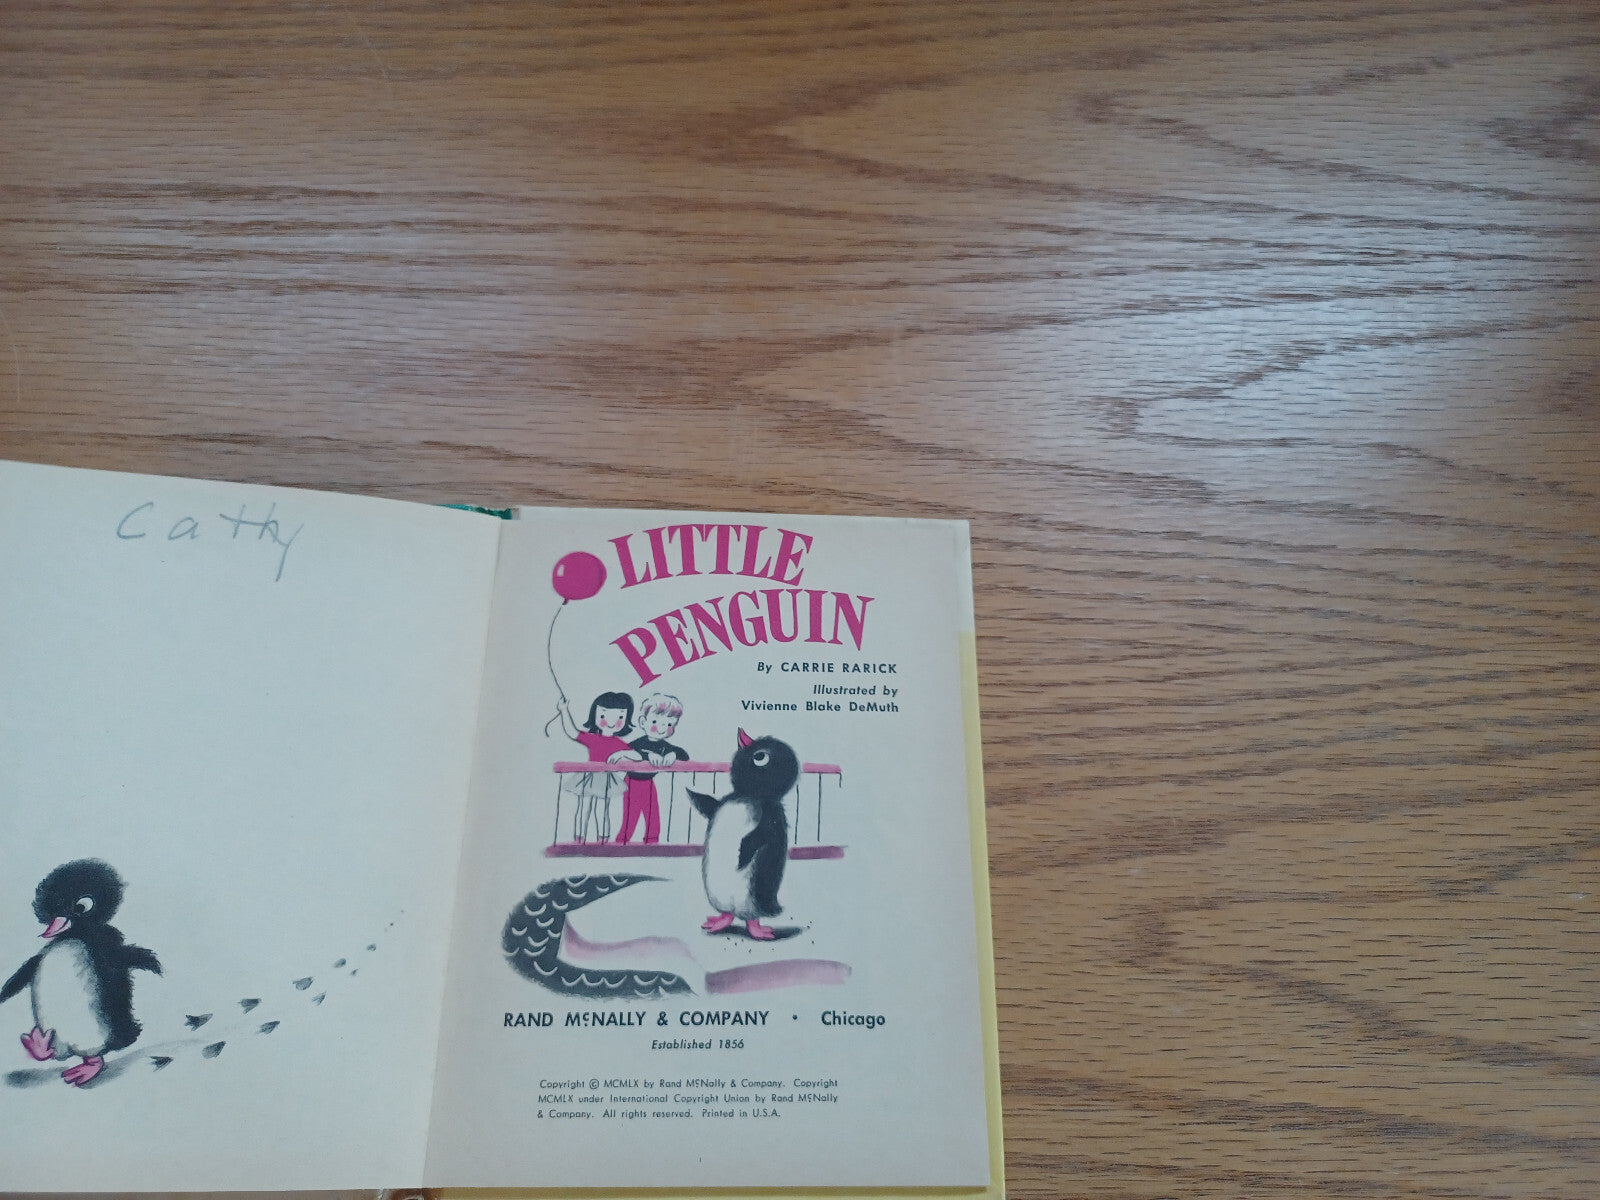 Cathy
LITTLE
PENGUIN
By CARRIE RARICK
Illustrated by
Vivienne Blake DeMuth
RAND McNALLY & COMPANY • Chicago
Established 1856
Copyright © MCMLX by Rand McNally & Company. Copyright
MCMLX under International Copyright Union by Rand McNally
& Company. All rights reserved. Printed in U.S.A.